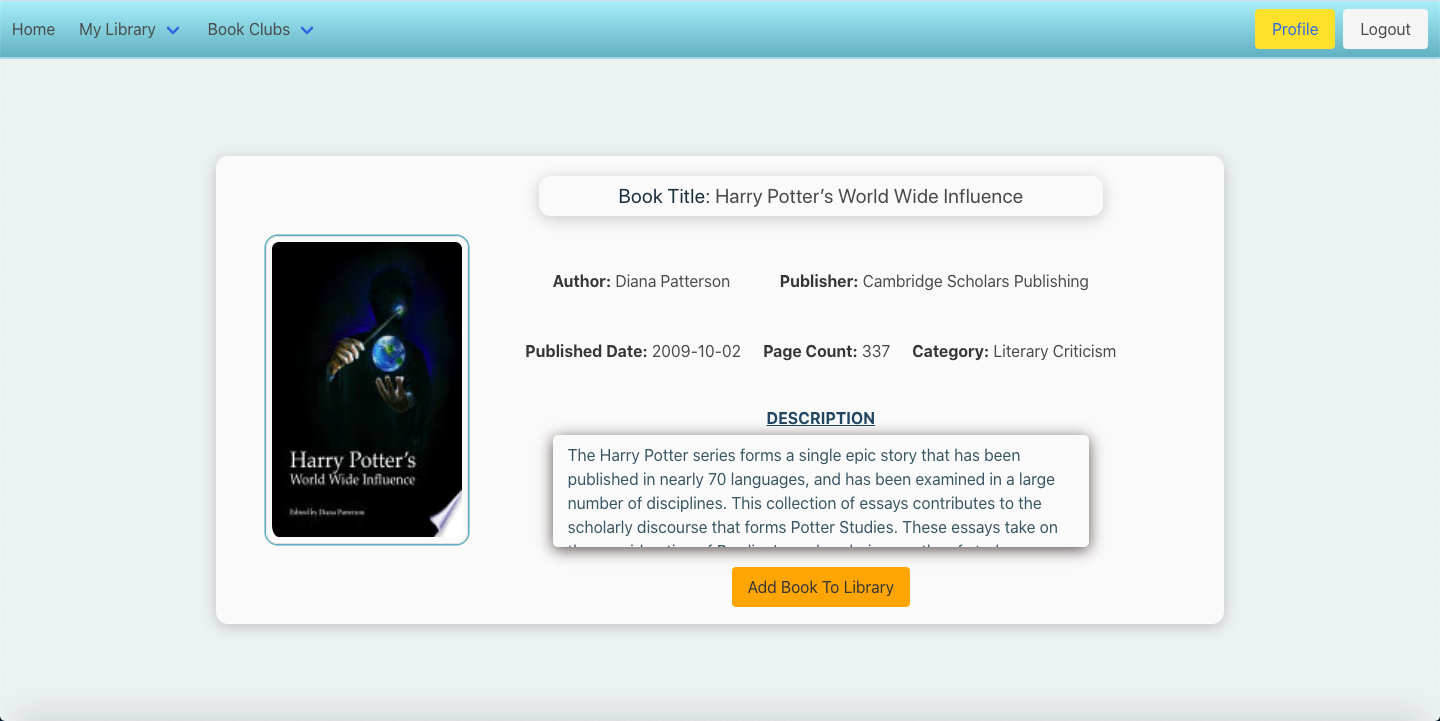 Home My Library Book Clubs Profile Logout
Book Title: Harry Potter’s World Wide Influence
Author: Diana Patterson Publisher: Cambridge Scholars Publishing
Published Date: 2009-10-02 Page Count: 337 Category: Literary Criticism
Harry Potter’s
World Wide Influence
Edited by Diana Patterson
DESCRIPTION
The Harry Potter series forms a single epic story that has been
published in nearly 70 languages, and has been examined in a large
number of disciplines. This collection of essays contributes to the
scholarly discourse that forms Potter Studies. These essays take on
Add Book To Library